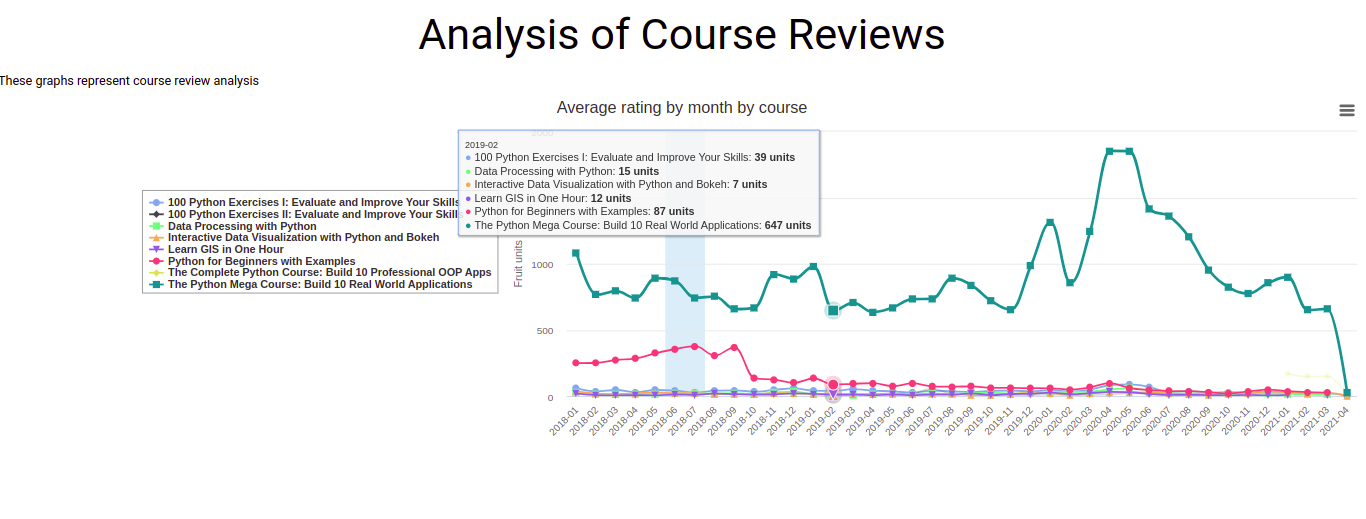 Analysis of Course Reviews
These graphs represent course review analysis
Average rating by month by course
2000
2019-02
100 Python Exercises I: Evaluate and Improve Your Skills: 39 units
Data Processing with Python: 15 units
Interactive Data Visualization with Python and Bokeh: 7 units
Learn GIS in One Hour: 12 units
Python for Beginners with Examples: 87 units
The Python Mega Course: Build 10 Real World Applications: 647 units
100 Python Exercises I: Evaluate and Improve Your Skills
100 Python Exercises II: Evaluate and Improve Your Skill
Data Processing with Python
Interactive Data Visualization with Python and Bokeh
Learn GIS in One Hour
Python for Beginners with Examples
The Complete Python Course: Build 10 Professional OOP Apps
The Python Mega Course: Build 10 Real World Applications
Fruit units
1000
500
0
2018-01 2018-02 2018-03 2018-04 2018-05 2018-06 2018-07 2018-08 2018-09 2018-10 2018-11 2018-12 2019-01 2019-02 2019-03 2019-04 2019-05 2019-06 2019-07 2019-08 2019-09 2019-10 2019-11 2019-12 2020-01 2020-02 2020-03 2020-04 2020-05 2020-06 2020-07 2020-08 2020-09 2020-10 2020-11 2020-12 2021-01 2021-02 2021-03 2021-04